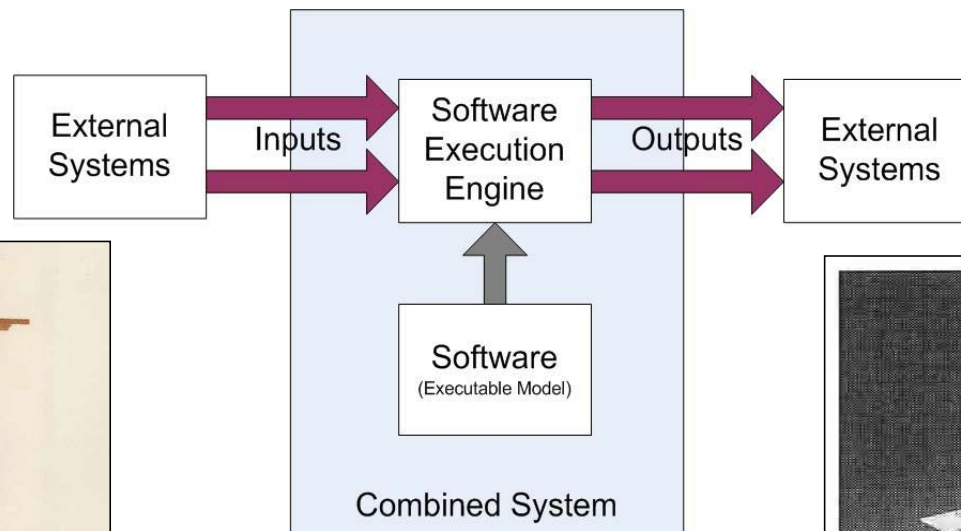 External
Systems
Inputs
Software
Execution
Engine
Outputs
External
Systems
Software
(Executable Model)
Combined System